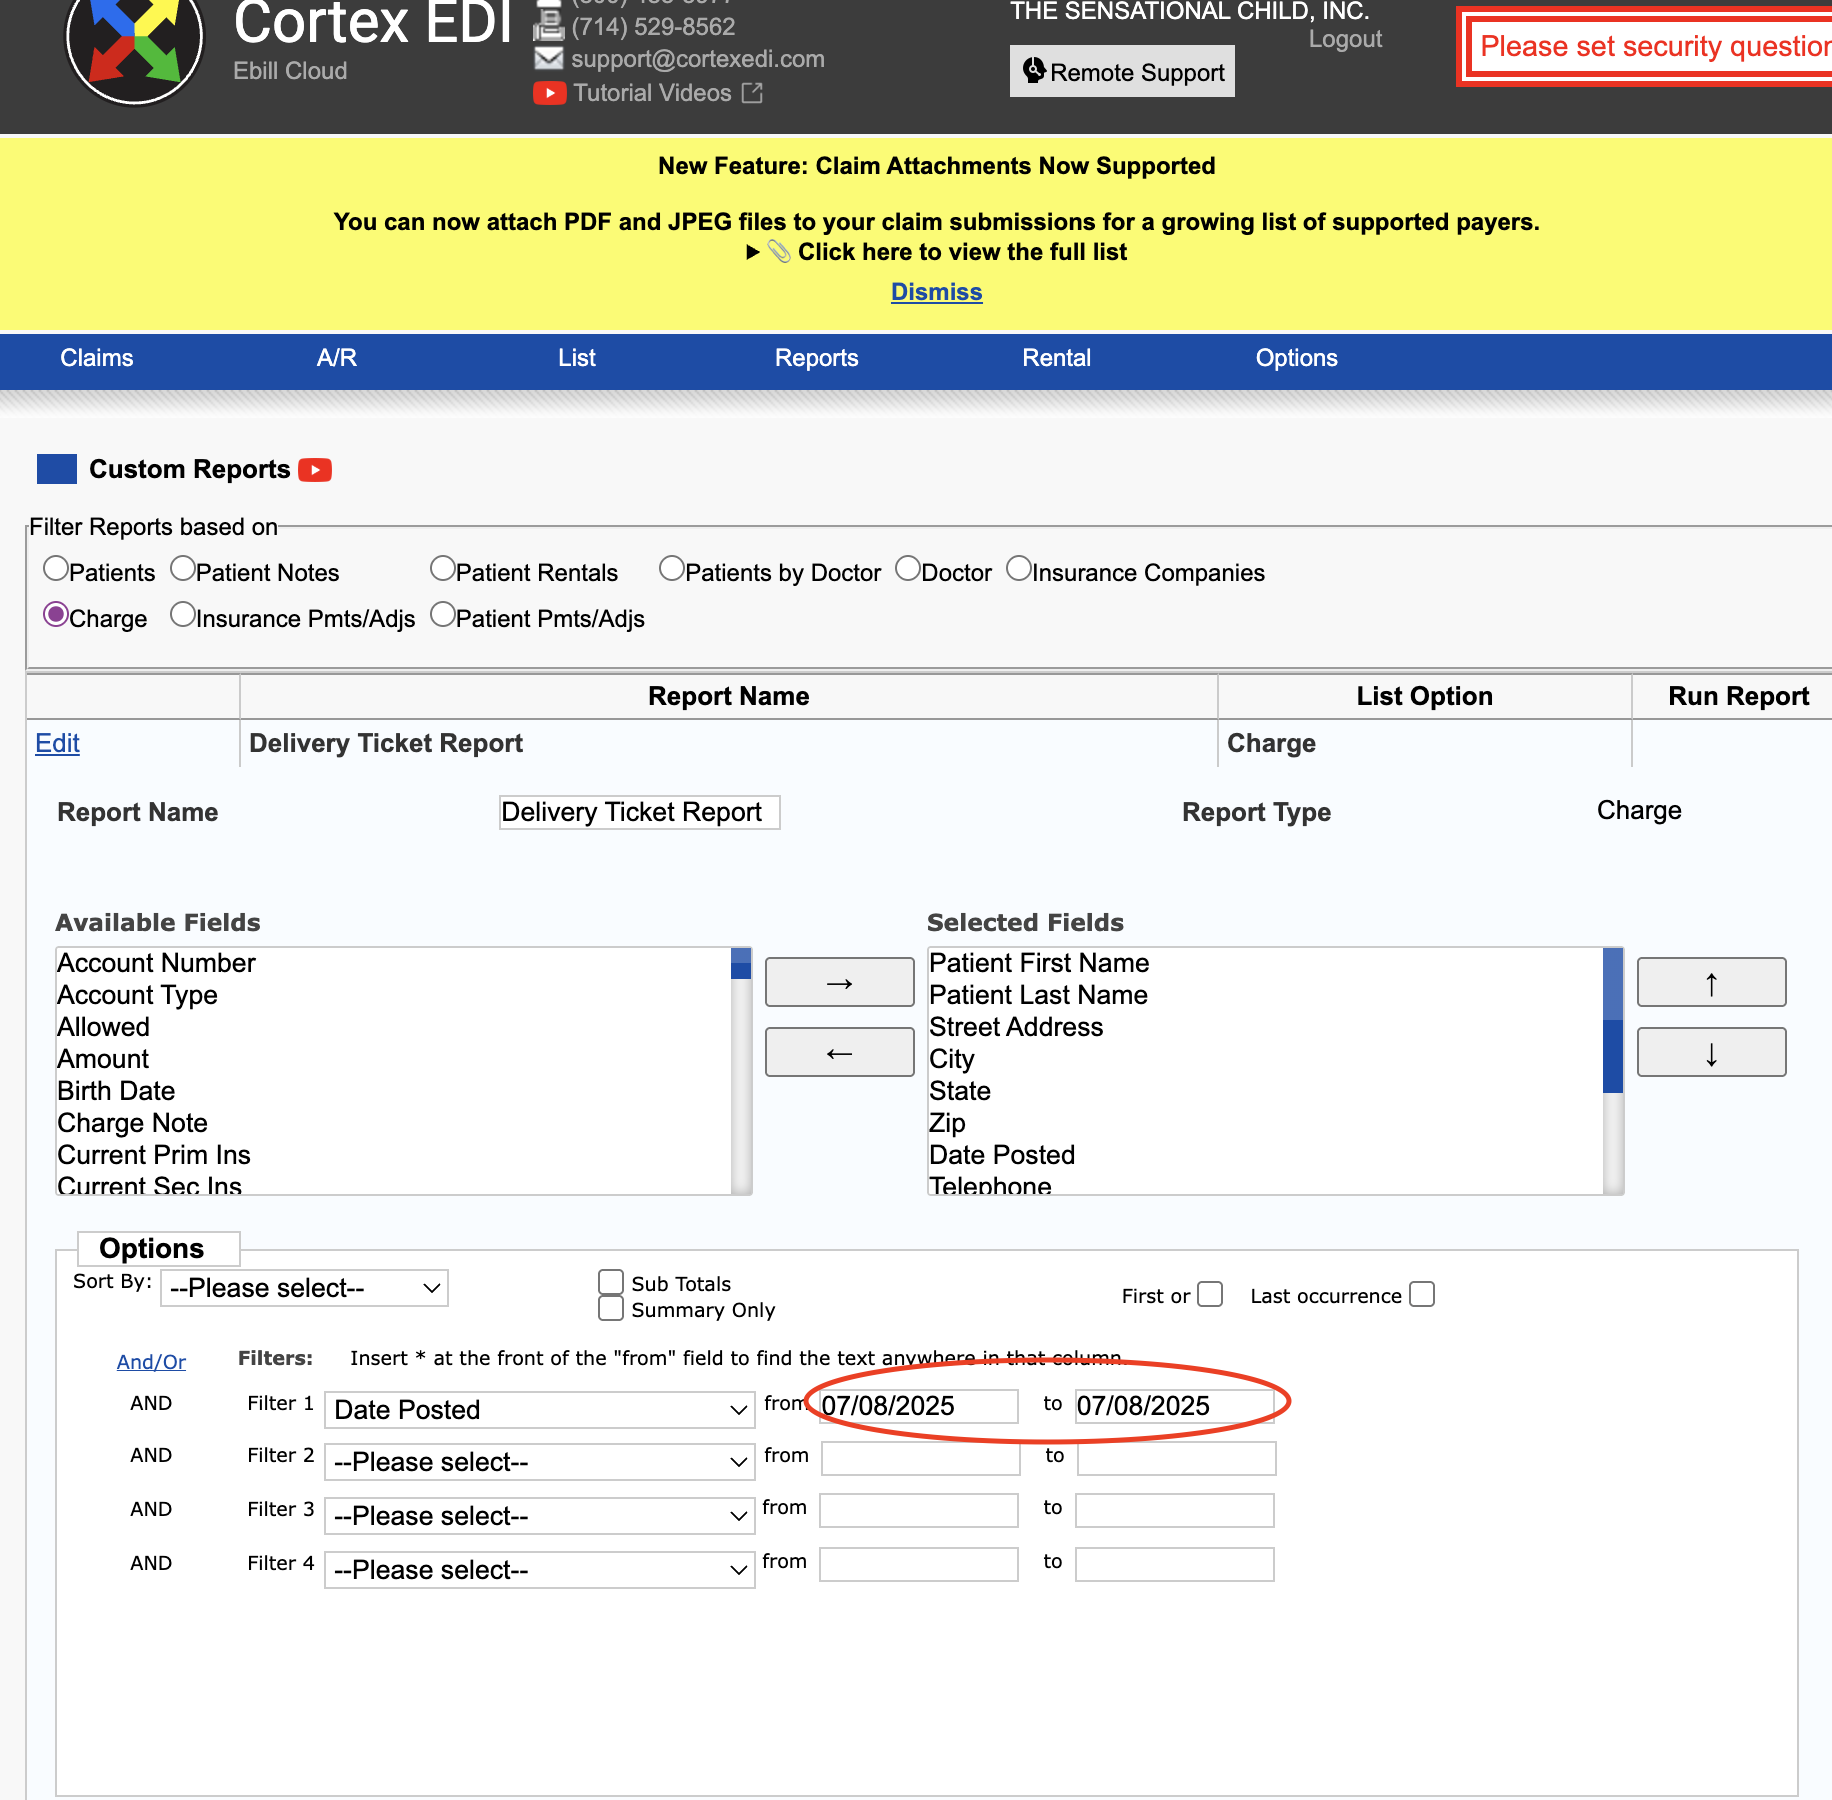 Cortex EDI
Ebill Cloud
(714) 529-8562
support@cortexedi.com
Tutorial Videos
THE SENSATIONAL CHILD, INC.
Logout
Remote Support
Please set security question
New Feature: Claim Attachments Now Supported
You can now attach PDF and JPEG files to your claim submissions for a growing list of supported payers.
Click here to view the full list
Dismiss
Claims A/R List Reports Rental Options
Custom Reports
Filter Reports based on
Patients Patient Notes Patient Rentals Patients by Doctor Doctor Insurance Companies
Charge Insurance Pmts/Adjs Patient Pmts/Adjs
Report Name List Option Run Report
Edit Delivery Ticket Report Charge
Report Name Delivery Ticket Report Report Type Charge
Available Fields
Account Number
Account Type
Allowed
Amount
Birth Date
Charge Note
Current Prim Ins
Current Sec Ins
→
←
Selected Fields
Patient First Name
Patient Last Name
Street Address
City
State
Zip
Date Posted
Telephone
↑
↓
Options
Sort By: --Please select-- Sub Totals First or Last occurrence
Summary Only
And/Or Filters: Insert * at the front of the "from" field to find the text anywhere in that column.
AND Filter 1 Date Posted from 07/08/2025 to 07/08/2025
AND Filter 2 --Please select-- from to
AND Filter 3 --Please select-- from to
AND Filter 4 --Please select-- from to